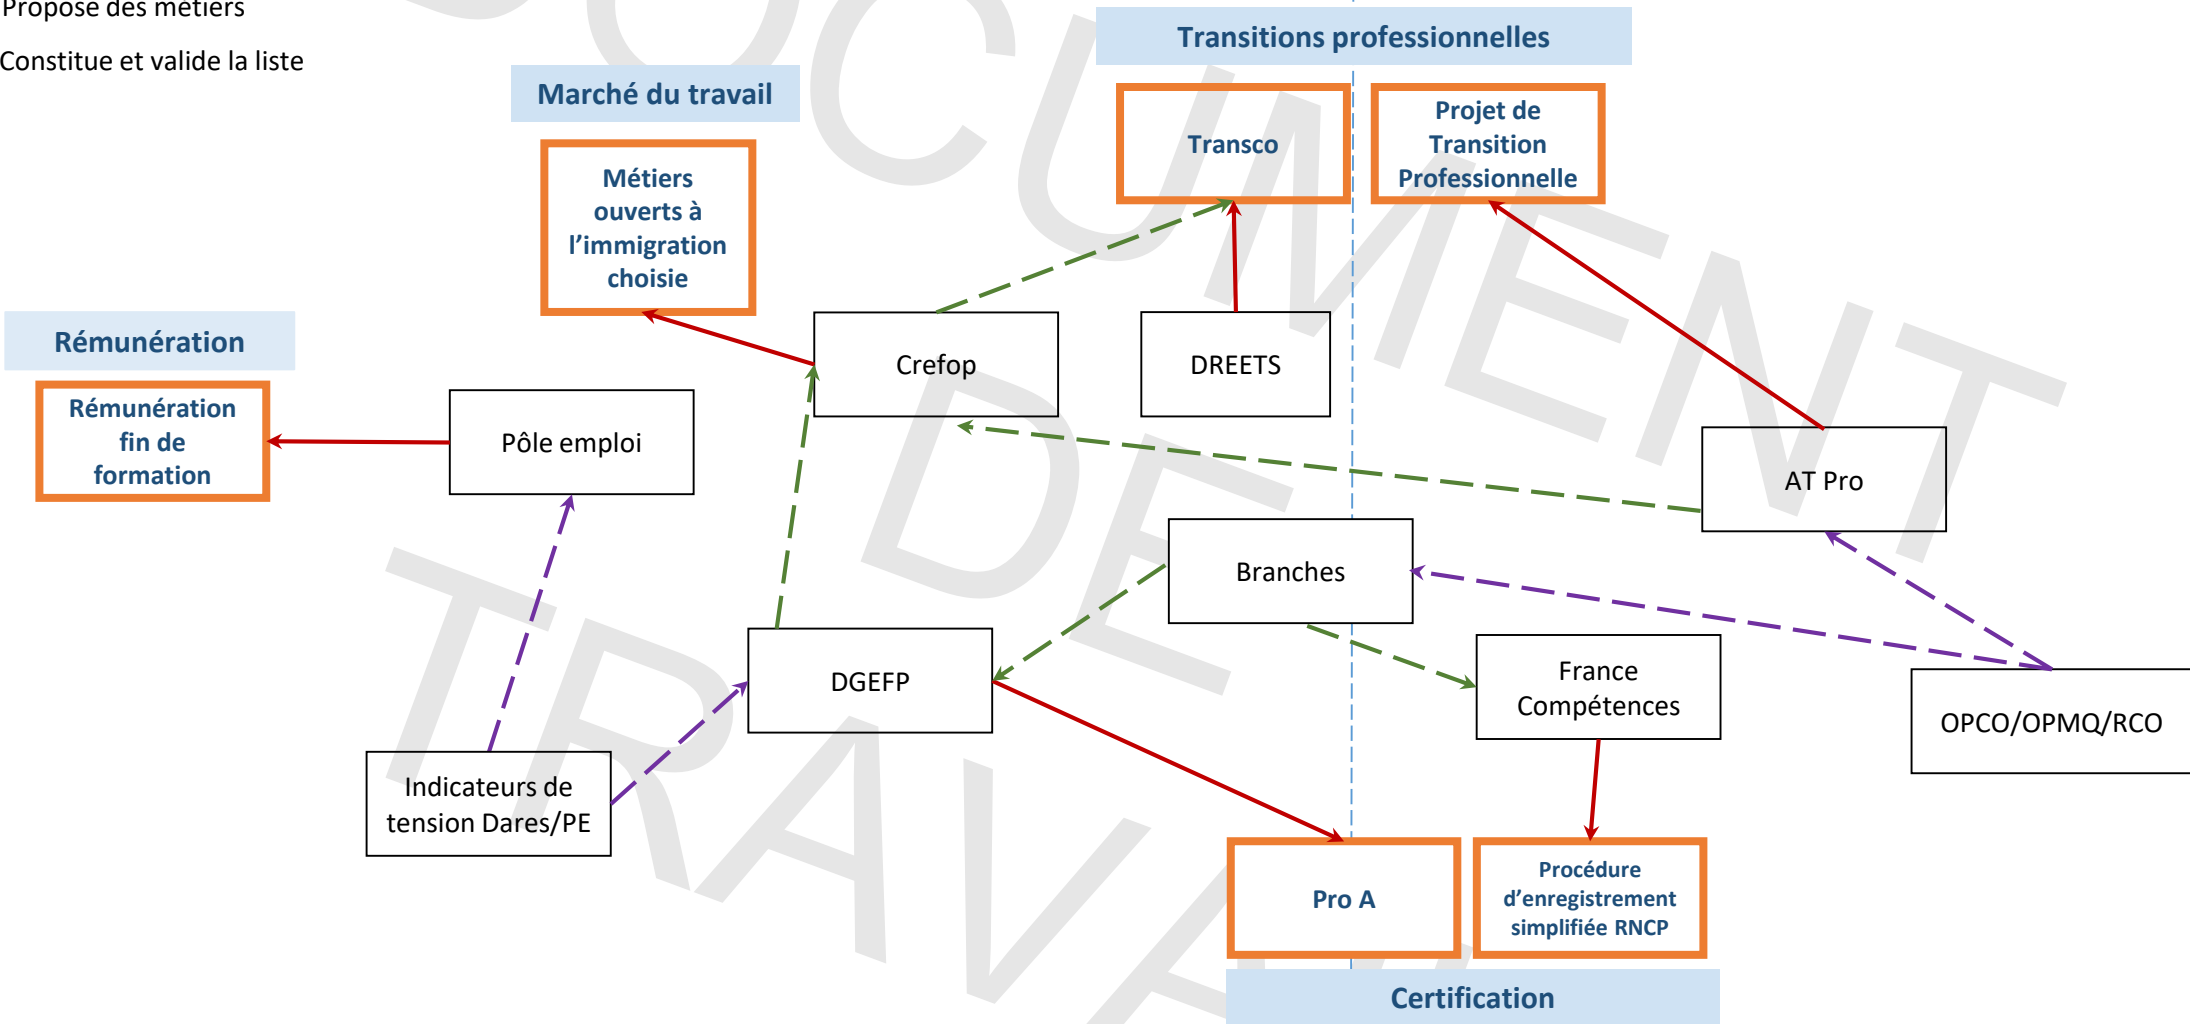 Propose des métiers
Constitue et valide la liste
Transitions professionnelles
Marché du travail
Transco
Projet de
Transition
Professionnelle
Métiers
ouverts à
l’immigration
choisie
Rémunération
Rémunération
fin de
formation
Pôle emploi
Crefop
DREETS
AT Pro
Branches
DGEFP
France
Compétences
OPCO/OPMQ/RCO
Indicateurs de
tension Dares/PE
Pro A
Procédure
d’enregistrement
simplifiée RNCP
Certification
DOCUMENT
DE
TRAVAIL